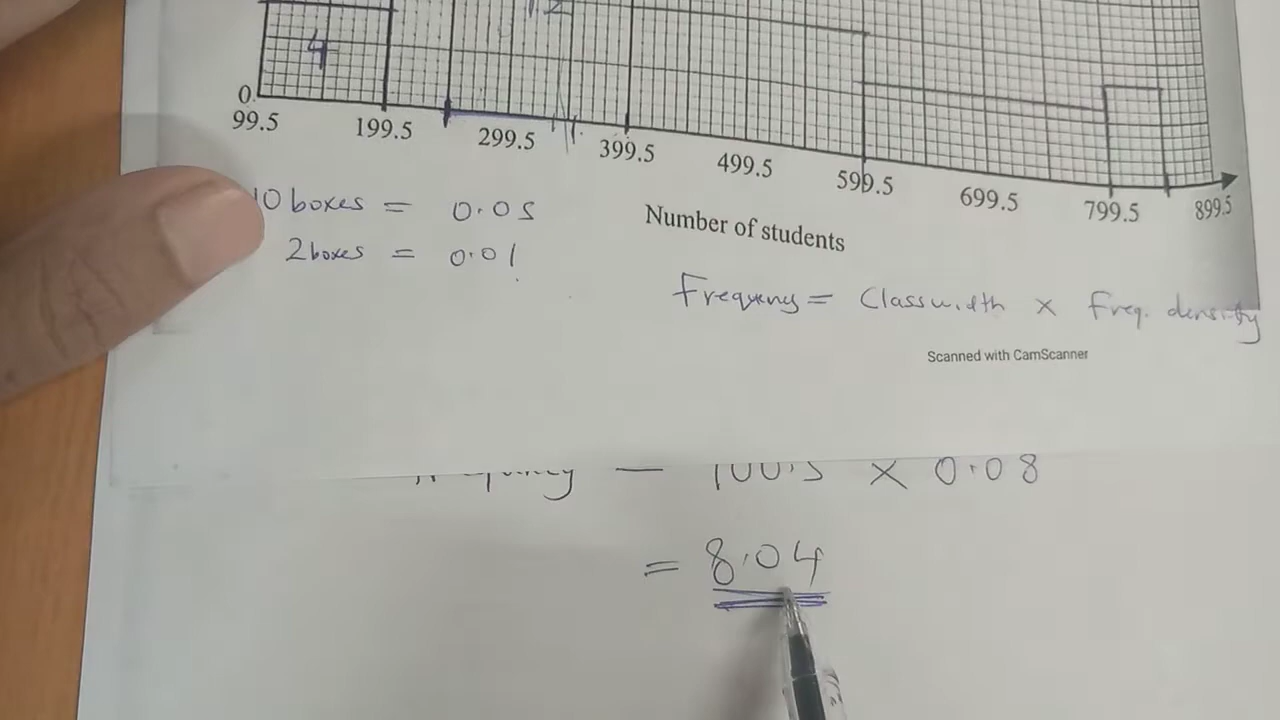 12
4
0
99.5 199.5 299.5 399.5 499.5 599.5 699.5 799.5 899.5
10 boxes = 0.05
2 boxes = 0.01
Number of students
Frequency = Classwidth x freq. density
Scanned with CamScanner
100.5 x 0.08
= 8.04